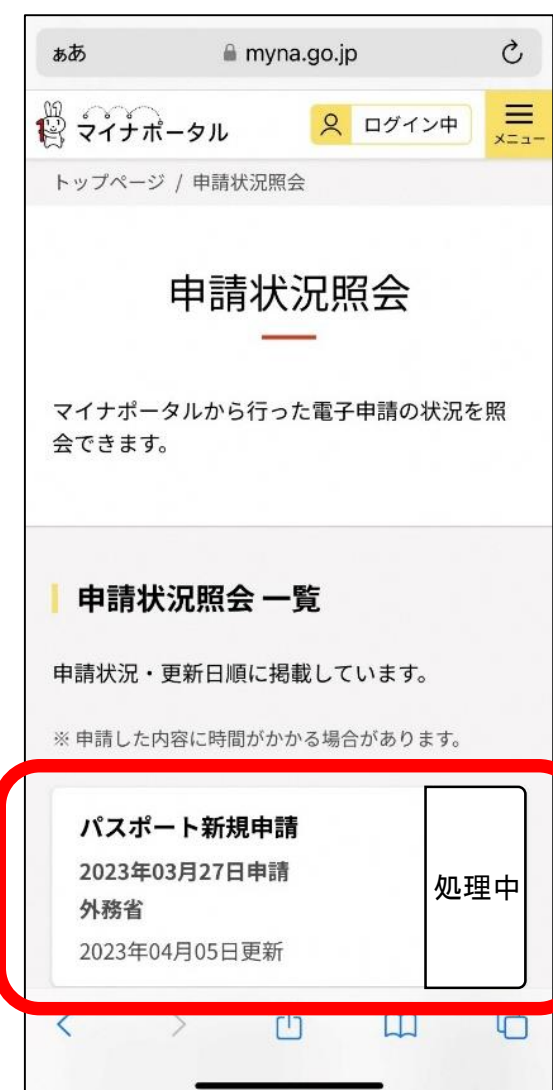 ぁあ myna.go.jp
マイナポータル ログイン中 メニュー
トップページ / 申請状況照会
申請状況照会
マイナポータルから行った電子申請の状況を照
会できます。
申請状況照会 一覧
申請状況・更新日順に掲載しています。
※ 申請した内容に時間がかかる場合があります。
パスポート新規申請
2023年03月27日申請
外務省
2023年04月05日更新
処理中